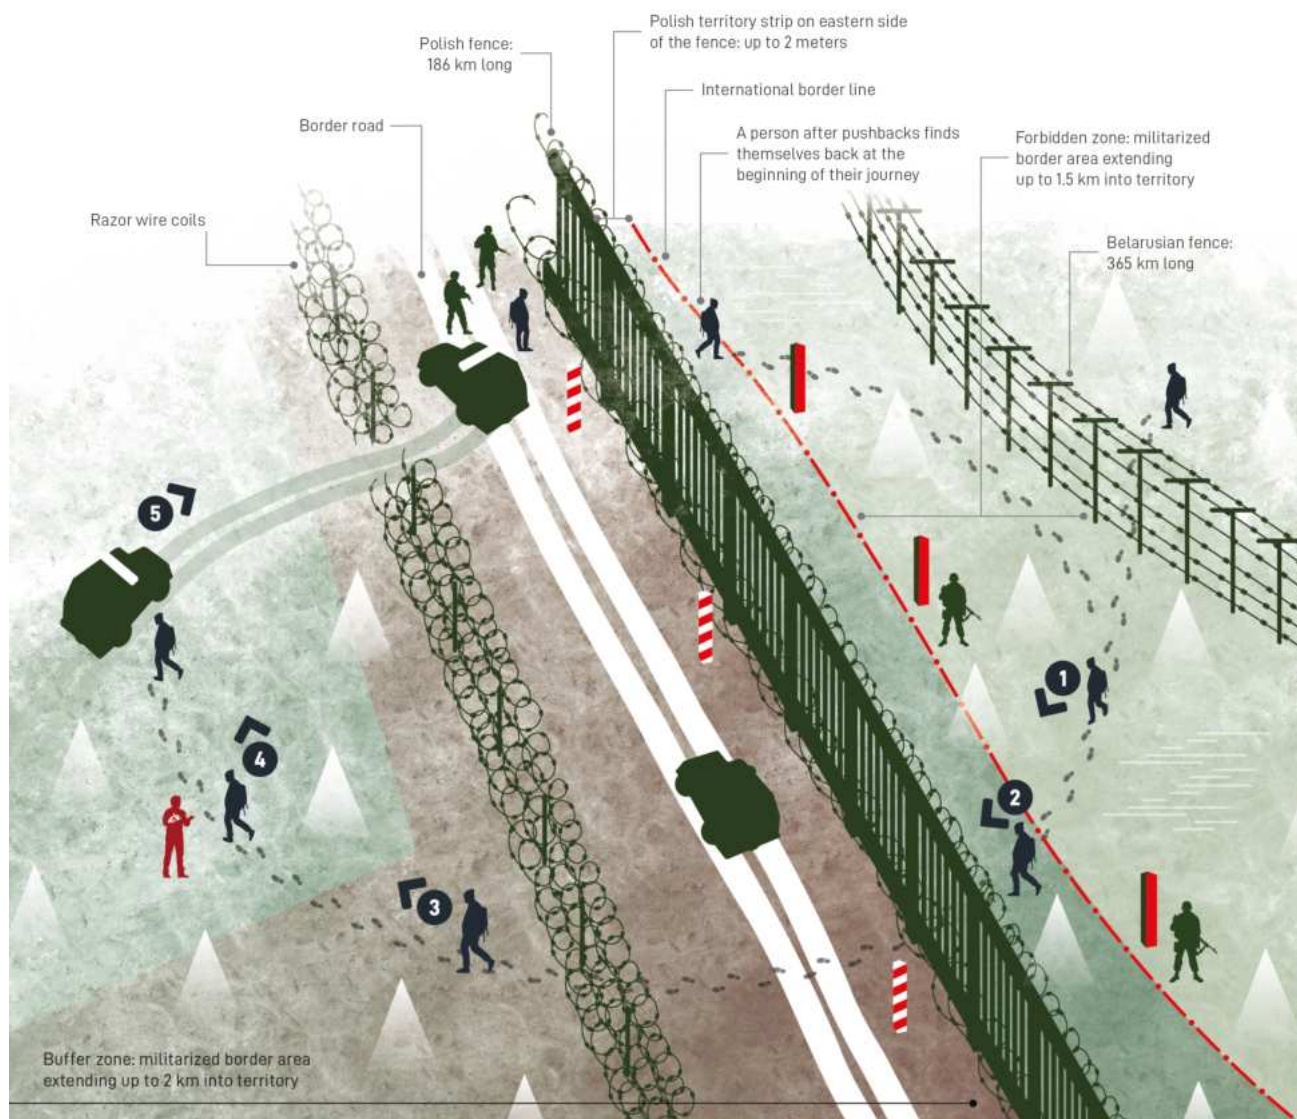 Polish territory strip on eastern side
of the fence: up to 2 meters
Polish fence:
186 km long
International border line
Border road
A person after pushbacks finds
themselves back at the
beginning of their journey
Forbidden zone: militarized
border area extending
up to 1.5 km into territory
Razor wire coils
Belarusian fence:
365 km long
5
1
4
2
3
Buffer zone: militarized border area
extending up to 2 km into territory